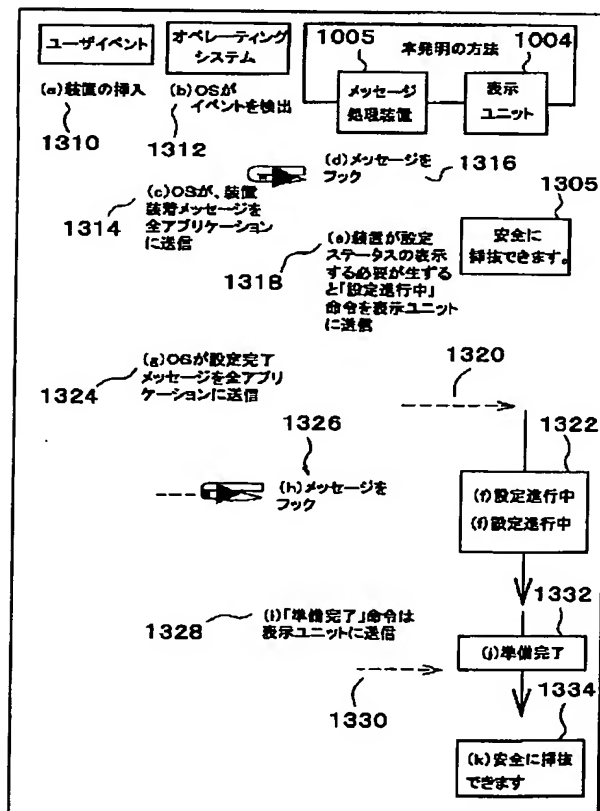 ユーザイベント
オペレーティング
システム
1005
本発明の方法
1004
メッセージ
処理装置
表示
ユニット
(a)装置の挿入
1310
(b)OSが
イベントを検出
1312
(d)メッセージを
フック
1316
(c)OSが、装置
装着メッセージを
全アプリケーション
に送信
1314
1305
安全に
挿抜できます。
(e)装置が設定
ステータスの表示
する必要が生ずる
と「設定進行中」
命令を表示ユニット
に送信
1318
(g)OSが設定完了
メッセージを全アプリ
ケーションに送信
1324
1320
1322
1326
(h)メッセージを
フック
(f)設定進行中
(f)設定進行中
1328
(i)「準備完了」命令は
表示ユニットに送信
1332
(j)準備完了
1330
1334
(k)安全に挿抜
できます